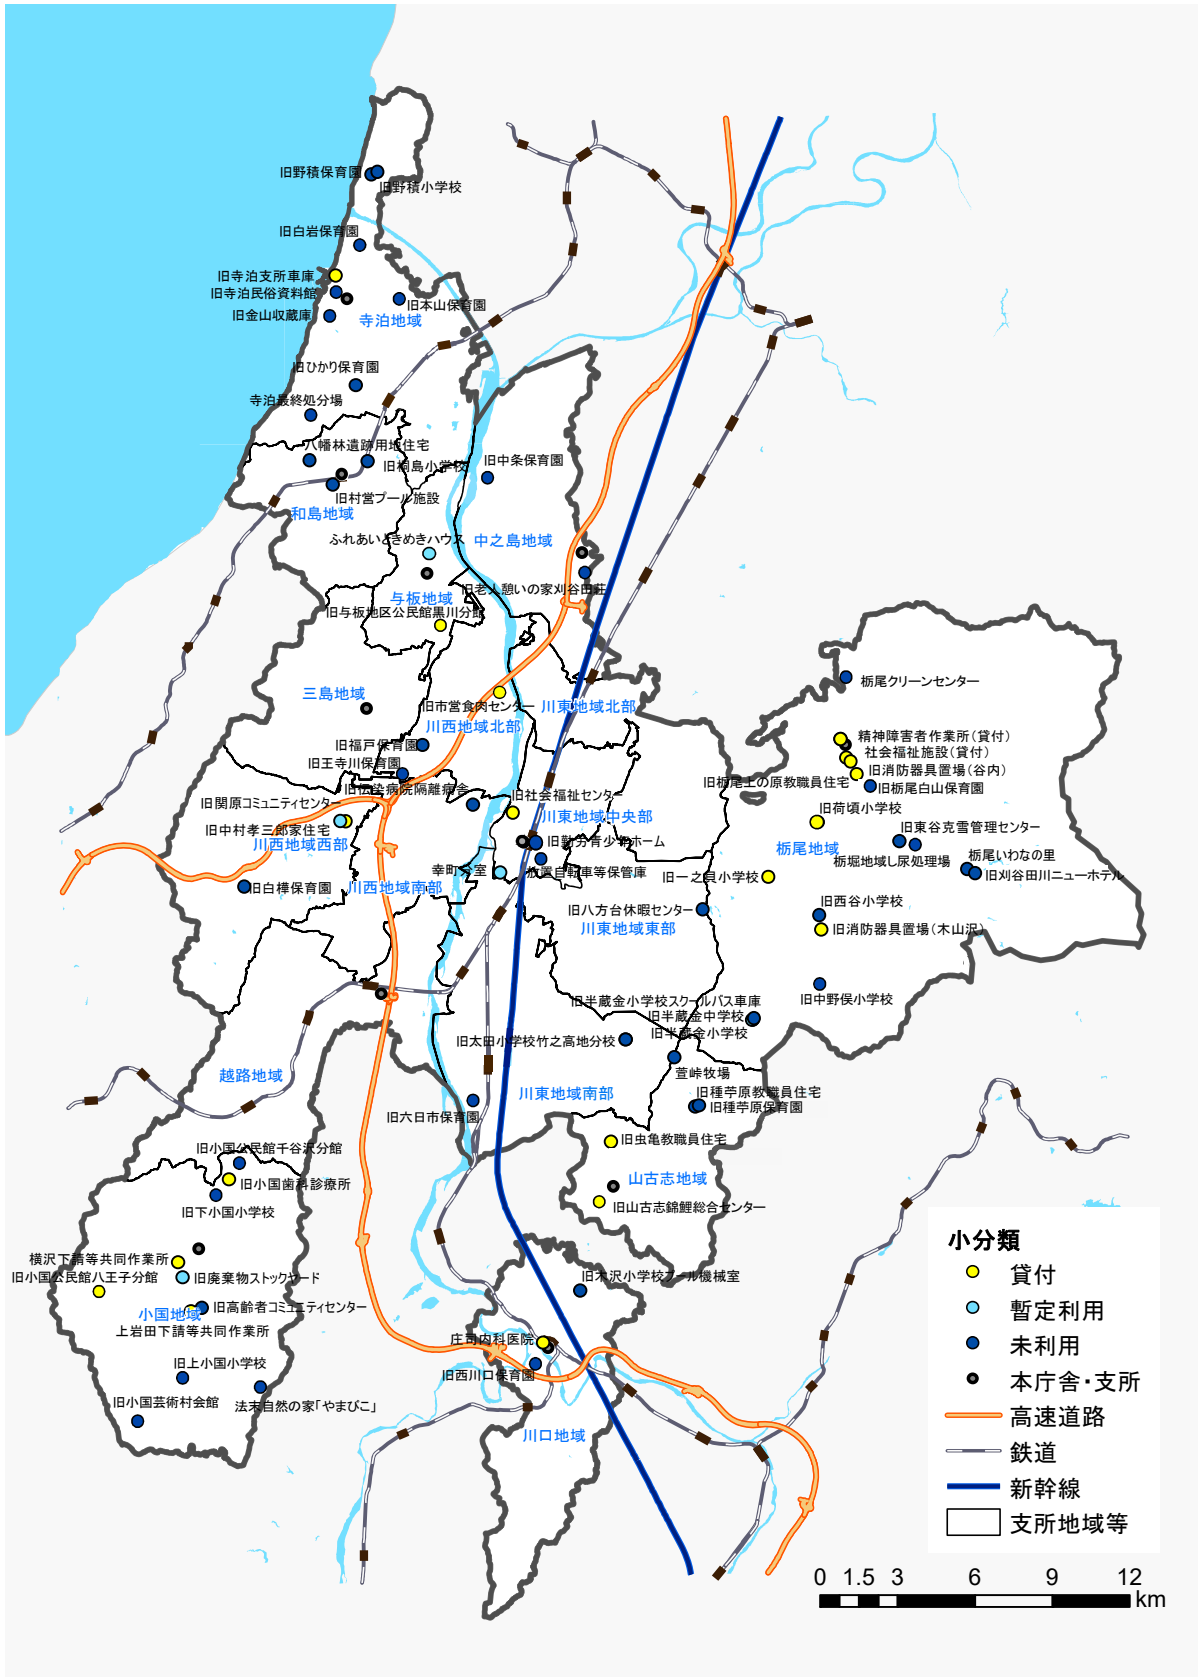 旧野積保育園
旧野積小学校
旧白岩保育園
旧寺泊支所車庫
旧寺泊民俗資料館
旧本山保育園
旧金山収蔵庫
寺泊地域
旧ひかり保育園
寺泊最終処分場
八幡林遺跡用地住宅
旧桐島小学校
旧中条保育園
旧村営プール施設
和島地域
ふれあいときめきハウス
中之島地域
旧老人憩いの家刈谷田荘
与板地域
旧与板地区公民館黒川分館
栃尾クリーンセンター
三島地域
旧市営食肉センター
川東地域北部
川西地域北部
精神障害者作業所(貸付)
旧福戸保育園
社会福祉施設(貸付)
旧王寺川保育園
旧消防器具置場(谷内)
旧栃尾上の原教職員住宅
旧伝染病院隔離病舎
旧栃尾白山保育園
旧社会福祉センター
旧関原コミュニティセンター
旧荷頃小学校
川東地域中央部
旧中村孝三郎家住宅
旧東谷克雪管理センター
川西地域西部
旧勤労青少年ホーム
栃尾地域
栃尾いわなの里
栃堀地域し尿処理場
幸町分室
放置自転車等保管庫
旧一之貝小学校
旧刈谷田川ニューホテル
旧白樺保育園
川西地域南部
旧西谷小学校
旧八方台休暇センター
川東地域東部
旧消防器具置場(木山沢)
旧中野俣小学校
旧半蔵金小学校スクールバス車庫
旧半蔵金中学校
旧半蔵金小学校
旧太田小学校竹之高地分校
萱峠牧場
越路地域
川東地域南部
旧種苧原教職員住宅
旧種苧原保育園
旧六日市保育園
旧虫亀教職員住宅
旧小国公民館千谷沢分館
山古志地域
旧小国歯科診療所
旧山古志錦鯉総合センター
旧下小国小学校
横沢下請等共同作業所
旧小国公民館八王子分館
旧廃棄物ストックヤード
旧木沢小学校プール機械室
旧高齢者コミュニティセンター
小国地域
上岩田下請等共同作業所
庄司内科医院
旧上小国小学校
旧西川口保育園
旧小国芸術村会館
法末自然の家「やまびこ」
川口地域
小分類
貸付
暫定利用
未利用
本庁舎・支所
高速道路
鉄道
新幹線
支所地域等
0 1.5 3 6 9 12
km